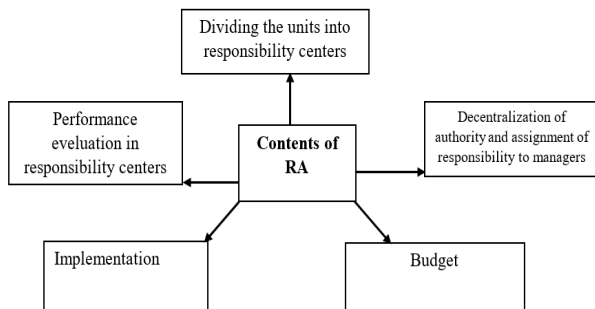 Dividing the units into
responsibility centers
Performance
eveluation in
responsibility centers
Contents of
RA
Decentralization of
authority and assignment of
responsibility to managers
Implementation
Budget